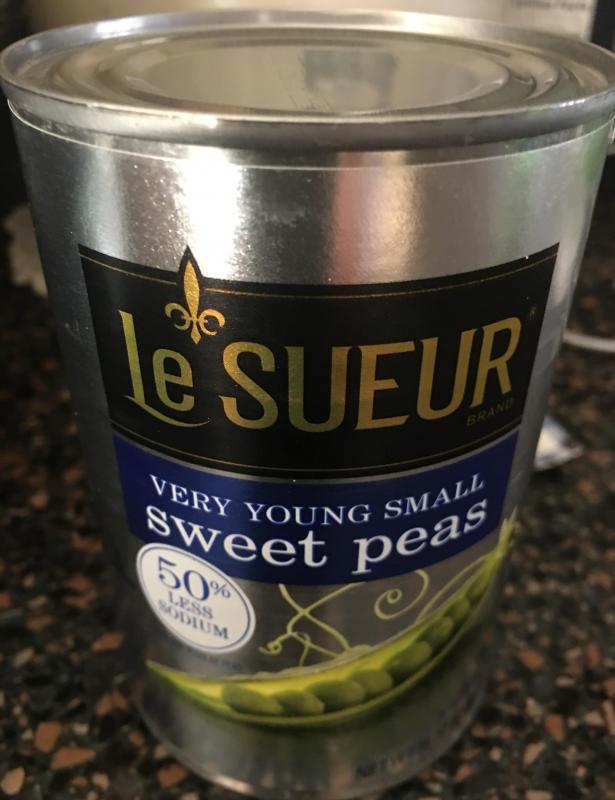 Le SUEUR®
BRAND
VERY YOUNG SMALL
sweet peas
50%
LESS
SODIUM